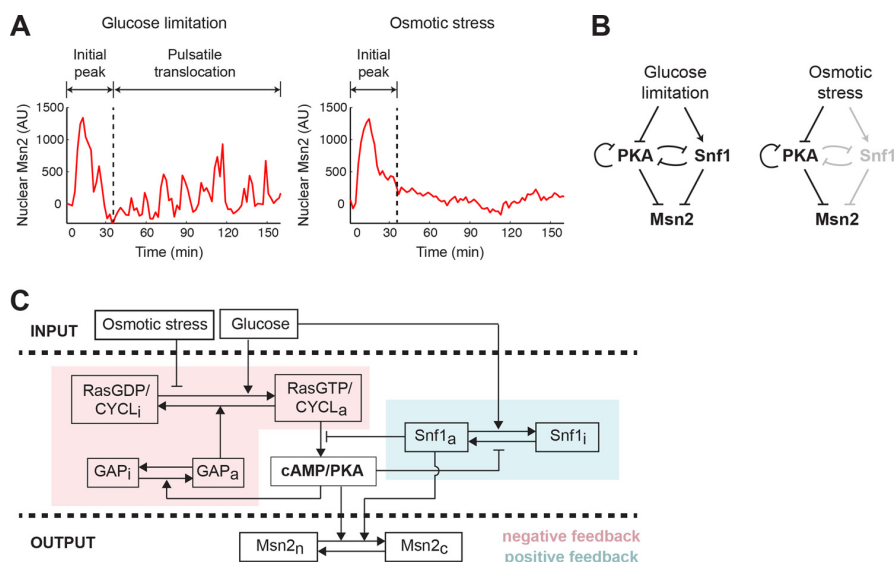 A
Glucose limitation
Initial
peak
Pulsatile
translocation
Nuclear Msn2 (AU)
1500
1000
500
0
0
30
60
90
120
150
Time (min)
Osmotic stress
Initial
peak
Nuclear Msn2 (AU)
1500
1000
500
0
0
30
60
90
120
150
Time (min)
B
Glucose
limitation
PKA
Snf1
Msn2
Osmotic
stress
PKA
Snf1
Msn2
C
INPUT
Osmotic stress
Glucose
RasGDP/
CYCLi
RasGTP/
CYCLa
Snf1a
Snf1i
GAPi
GAPa
cAMP/PKA
OUTPUT
Msn2n
Msn2c
negative feedback
positive feedback